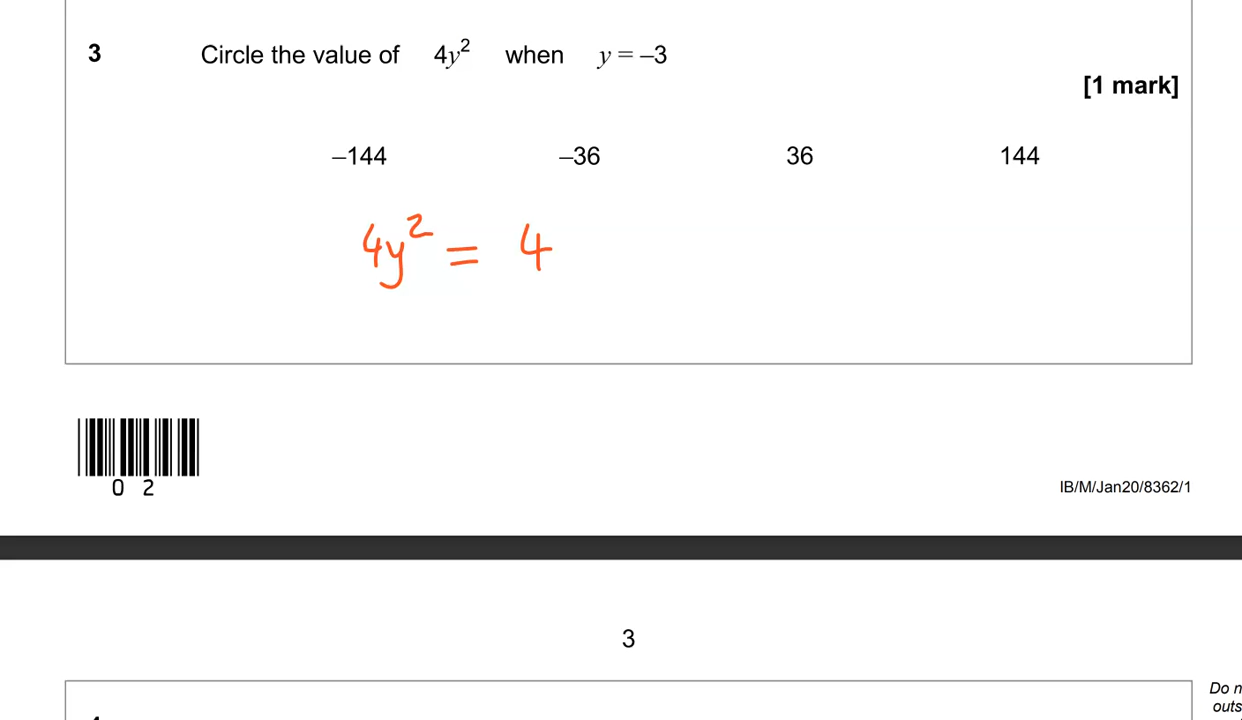 3 Circle the value of 4y² when y = –3
[1 mark]
–144 –36 36 144
4y² = 4
0 2
IB/M/Jan20/8362/1
3
Do n
outs